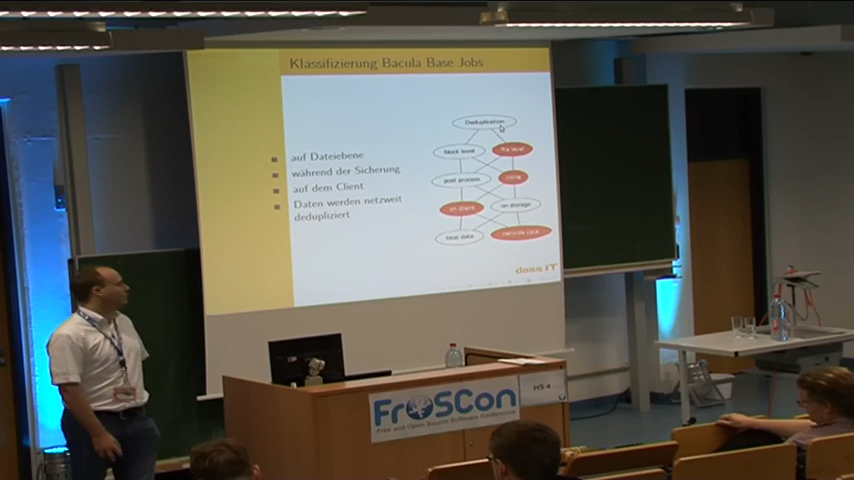 Klassifizierung Bacula Base Jobs
auf Dateiebene
während der Sicherung
auf dem Client
Daten werden netzweit
dedupliziert
Deduplication
block level
file level
post process
inline
on client
on storage
local data
dass IT
FrOSCon
Free and Open Source Software Conference
HS 4